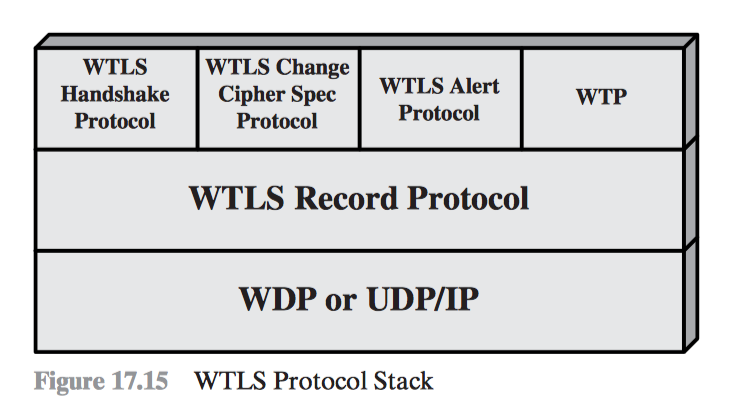 WTLS
Handshake
Protocol
WTLS Change
Cipher Spec
Protocol
WTLS Alert
Protocol
WTP
WTLS Record Protocol
WDP or UDP/IP
Figure 17.15 WTLS Protocol Stack